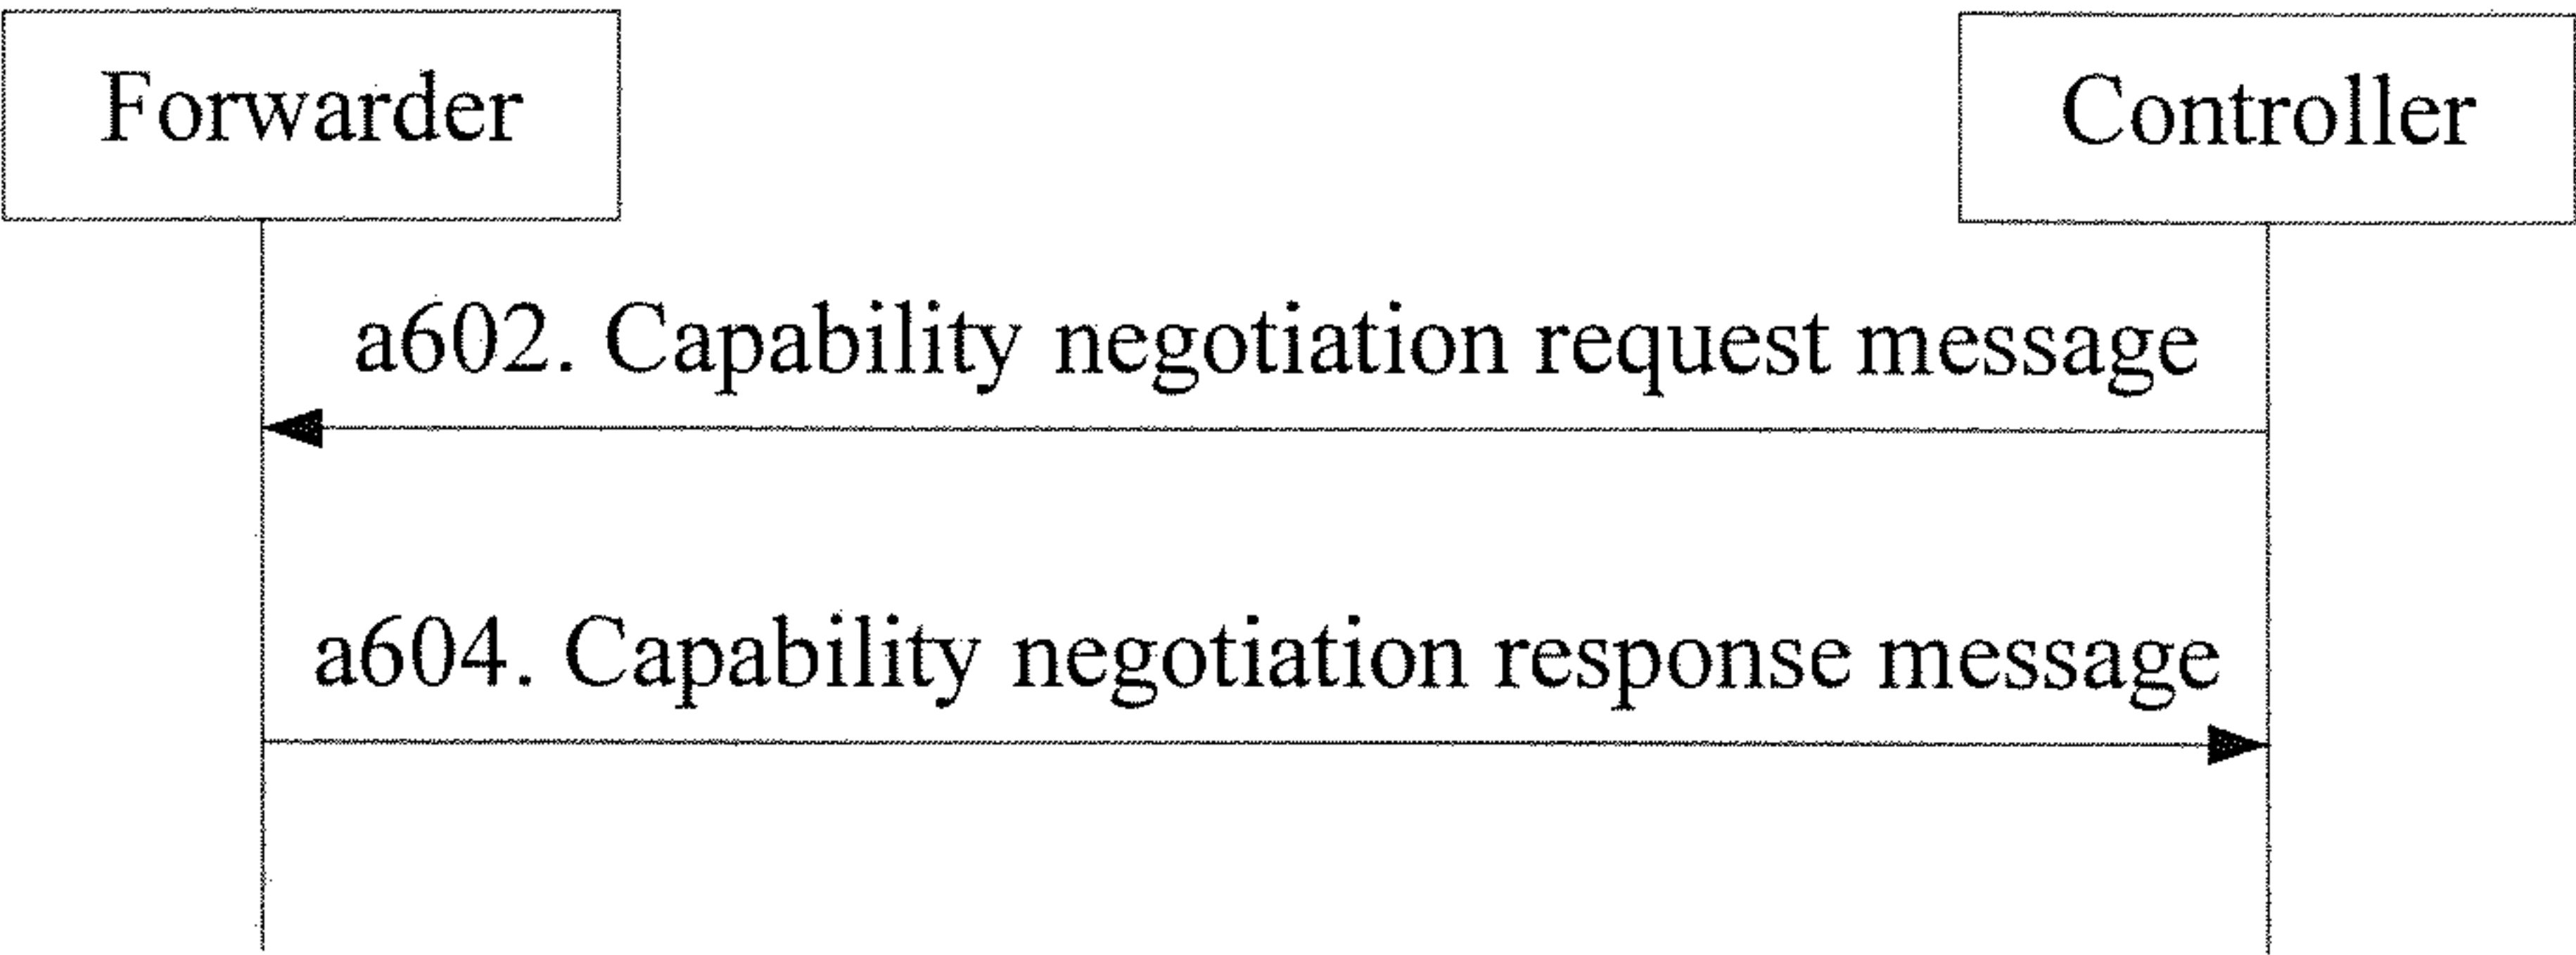 Forwarder
Controller
a602. Capability negotiation request message
a604. Capability negotiation response message